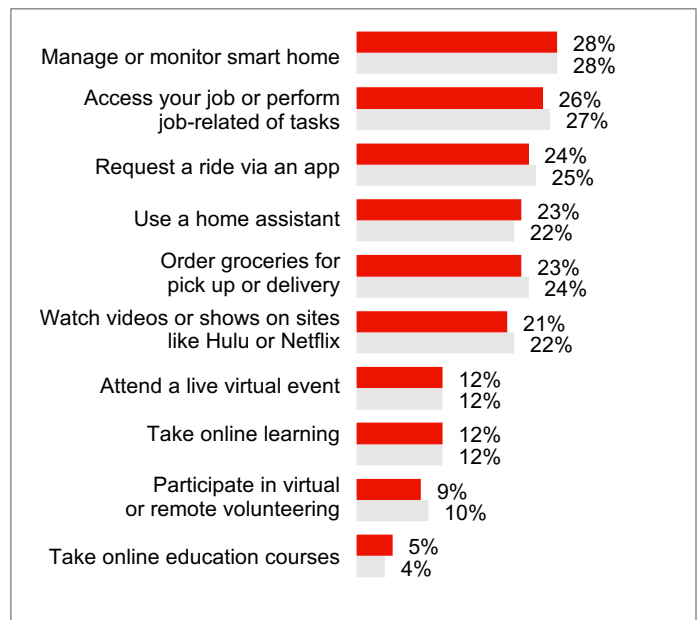 Manage or monitor smart home
28%
28%
Access your job or perform
job-related of tasks
26%
27%
Request a ride via an app
24%
25%
Use a home assistant
23%
22%
Order groceries for
pick up or delivery
23%
24%
Watch videos or shows on sites
like Hulu or Netflix
21%
22%
Attend a live virtual event
12%
12%
Take online learning
12%
12%
Participate in virtual
or remote volunteering
9%
10%
Take online education courses
5%
4%